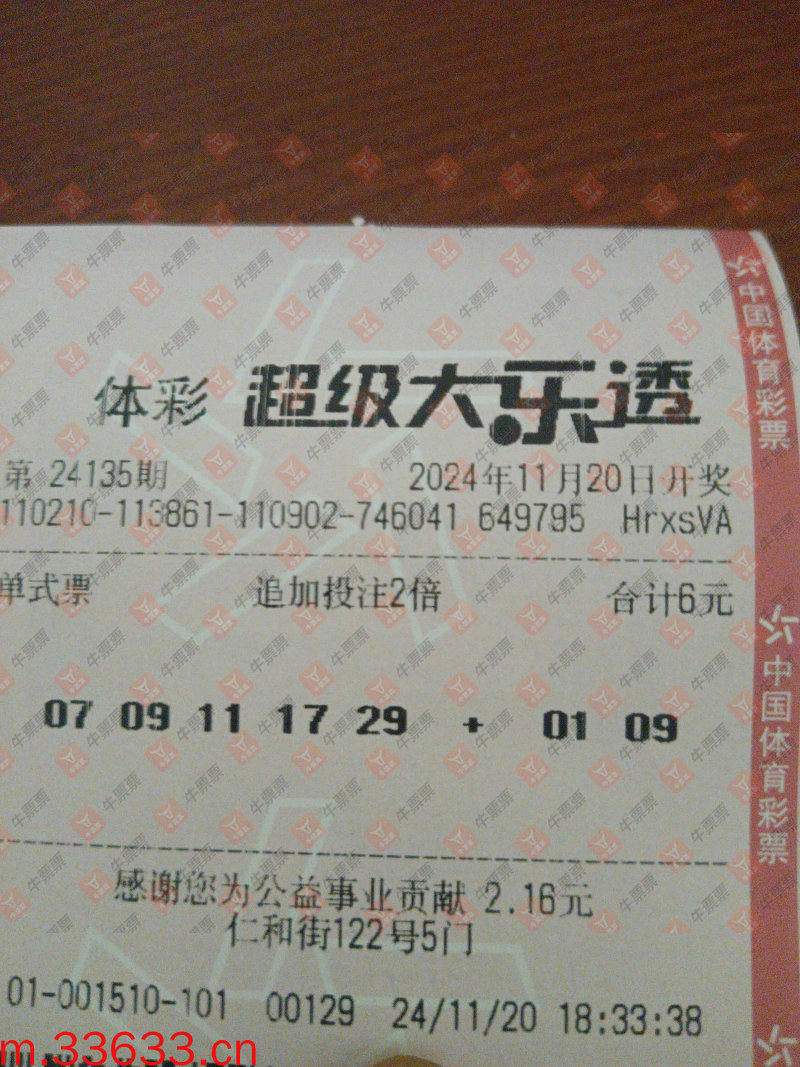 体彩 超级大乐透
第 24135期 2024年11月20日开奖
110210-113861-110902-746041 649795 HrxsVA
单式票 追加投注2倍 合计6元
07 09 11 17 29 + 01 09
感谢您为公益事业贡献 2.16元
仁和街122号5门
01-001510-101 00129 24/11/20 18:33:38
中国体育彩票
中国体育彩票
牛票票
m.33633.cn